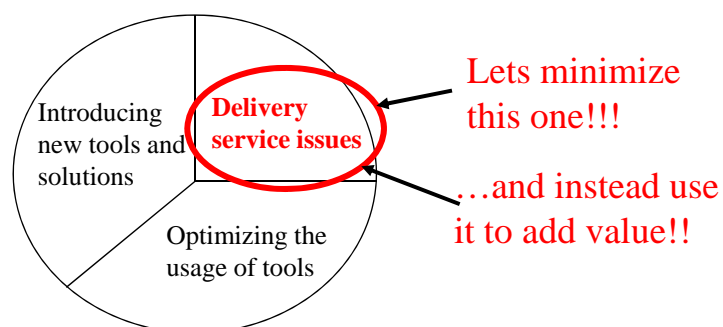 Introducing
new tools and
solutions
Delivery
service issues
Optimizing the
usage of tools
Lets minimize
this one!!!
…and instead use
it to add value!!